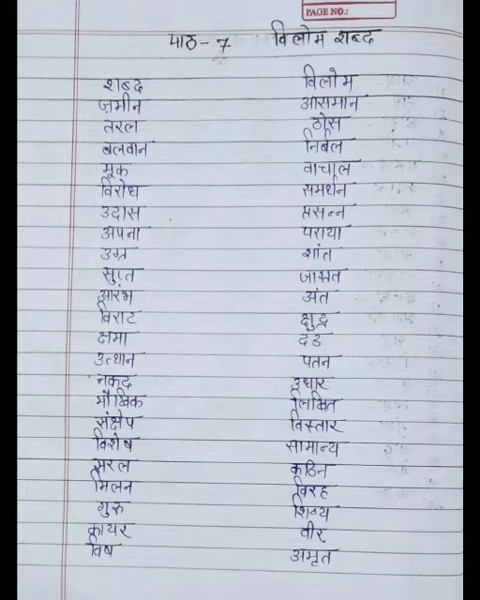 PAGE NO.:
पाठ - 7 विलोम शब्द
शब्द विलोम
ज़मीन आसमान
तरल ठोस
बलवान निर्बल
मूक वाचाल
विरोध समर्थन
उदास प्रसन्न
अपना पराया
उग्र शांत
सुप्त जाग्रत
आरंभ अंत
विराट क्षुद्र
क्षमा दंड
उत्थान पतन
नकद उधार
मौखिक लिखित
संक्षेप विस्तार
विशेष सामान्य
सरल कठिन
मिलन विरह
गुरु शिष्य
कायर वीर
विष अमृत